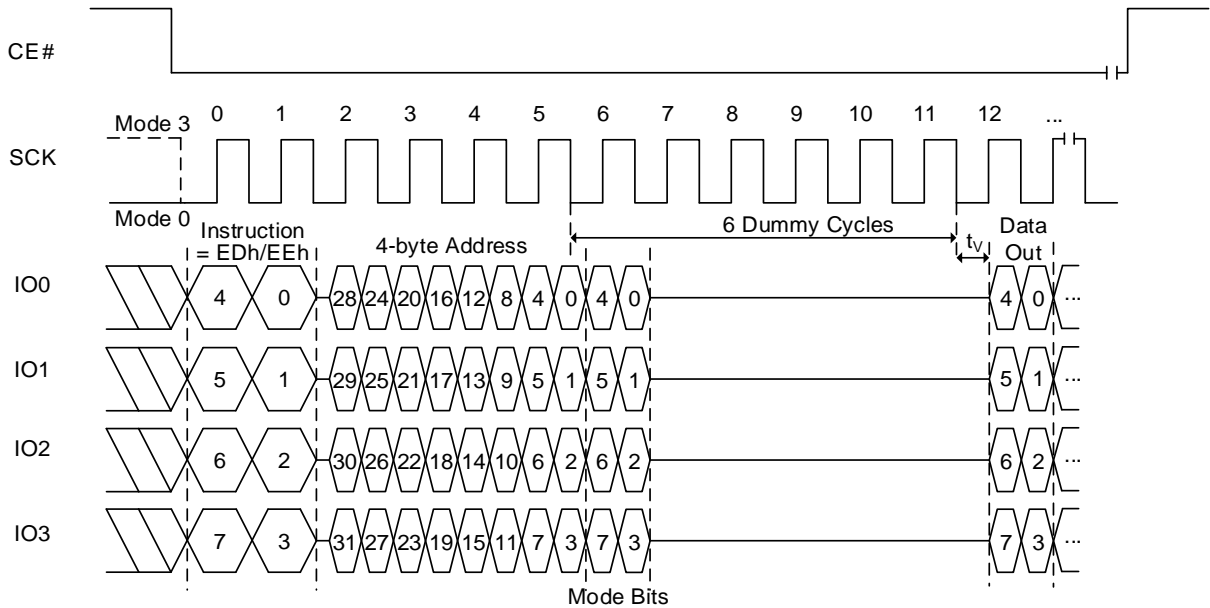 CE#
0 1 2 3 4 5 6 7 8 9 10 11 12 ...
Mode 3
SCK
Mode 0
Instruction
= EDh/EEh
4-byte Address
6 Dummy Cycles
tV
Data
Out
IO0
4 0 28 24 20 16 12 8 4 0 4 0 4 0 ...
IO1
5 1 29 25 21 17 13 9 5 1 5 1 5 1 ...
IO2
6 2 30 26 22 18 14 10 6 2 6 2 6 2 ...
IO3
7 3 31 27 23 19 15 11 7 3 7 3 7 3 ...
Mode Bits